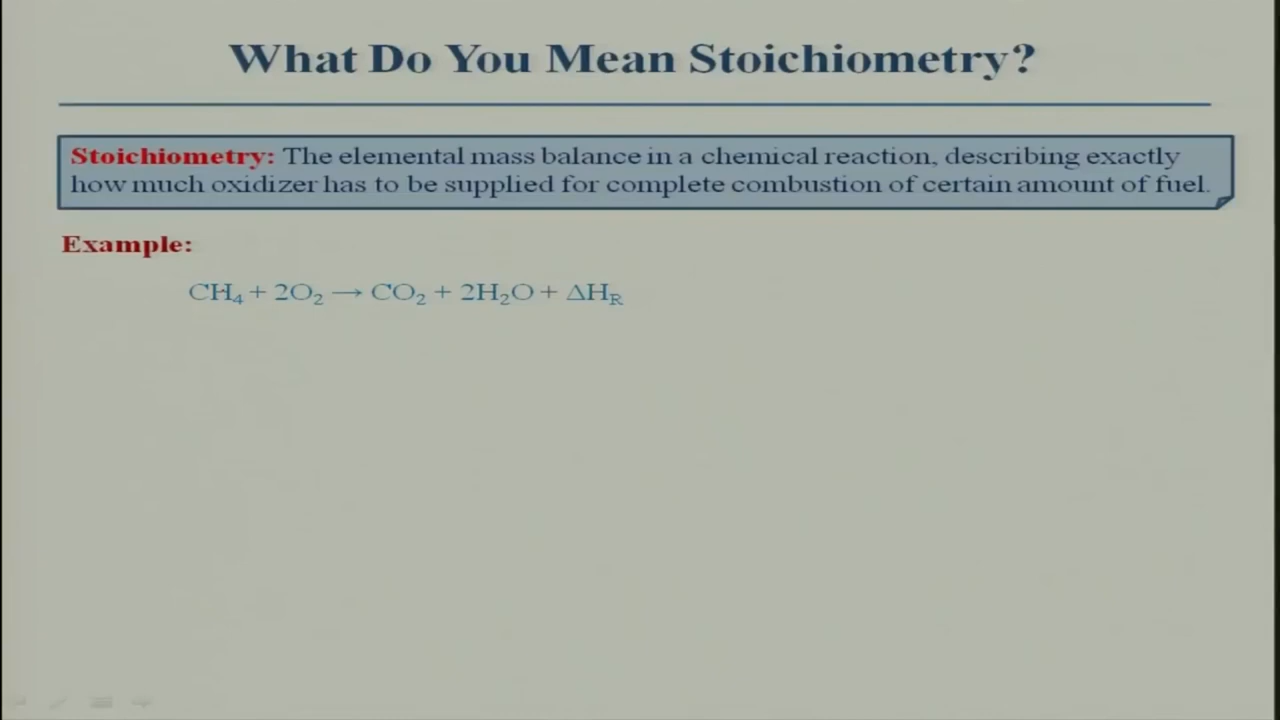 What Do You Mean Stoichiometry?
Stoichiometry: The elemental mass balance in a chemical reaction, describing exactly
how much oxidizer has to be supplied for complete combustion of certain amount of fuel.
Example:
CH₄ + 2O₂ → CO₂ + 2H₂O + ΔH_R